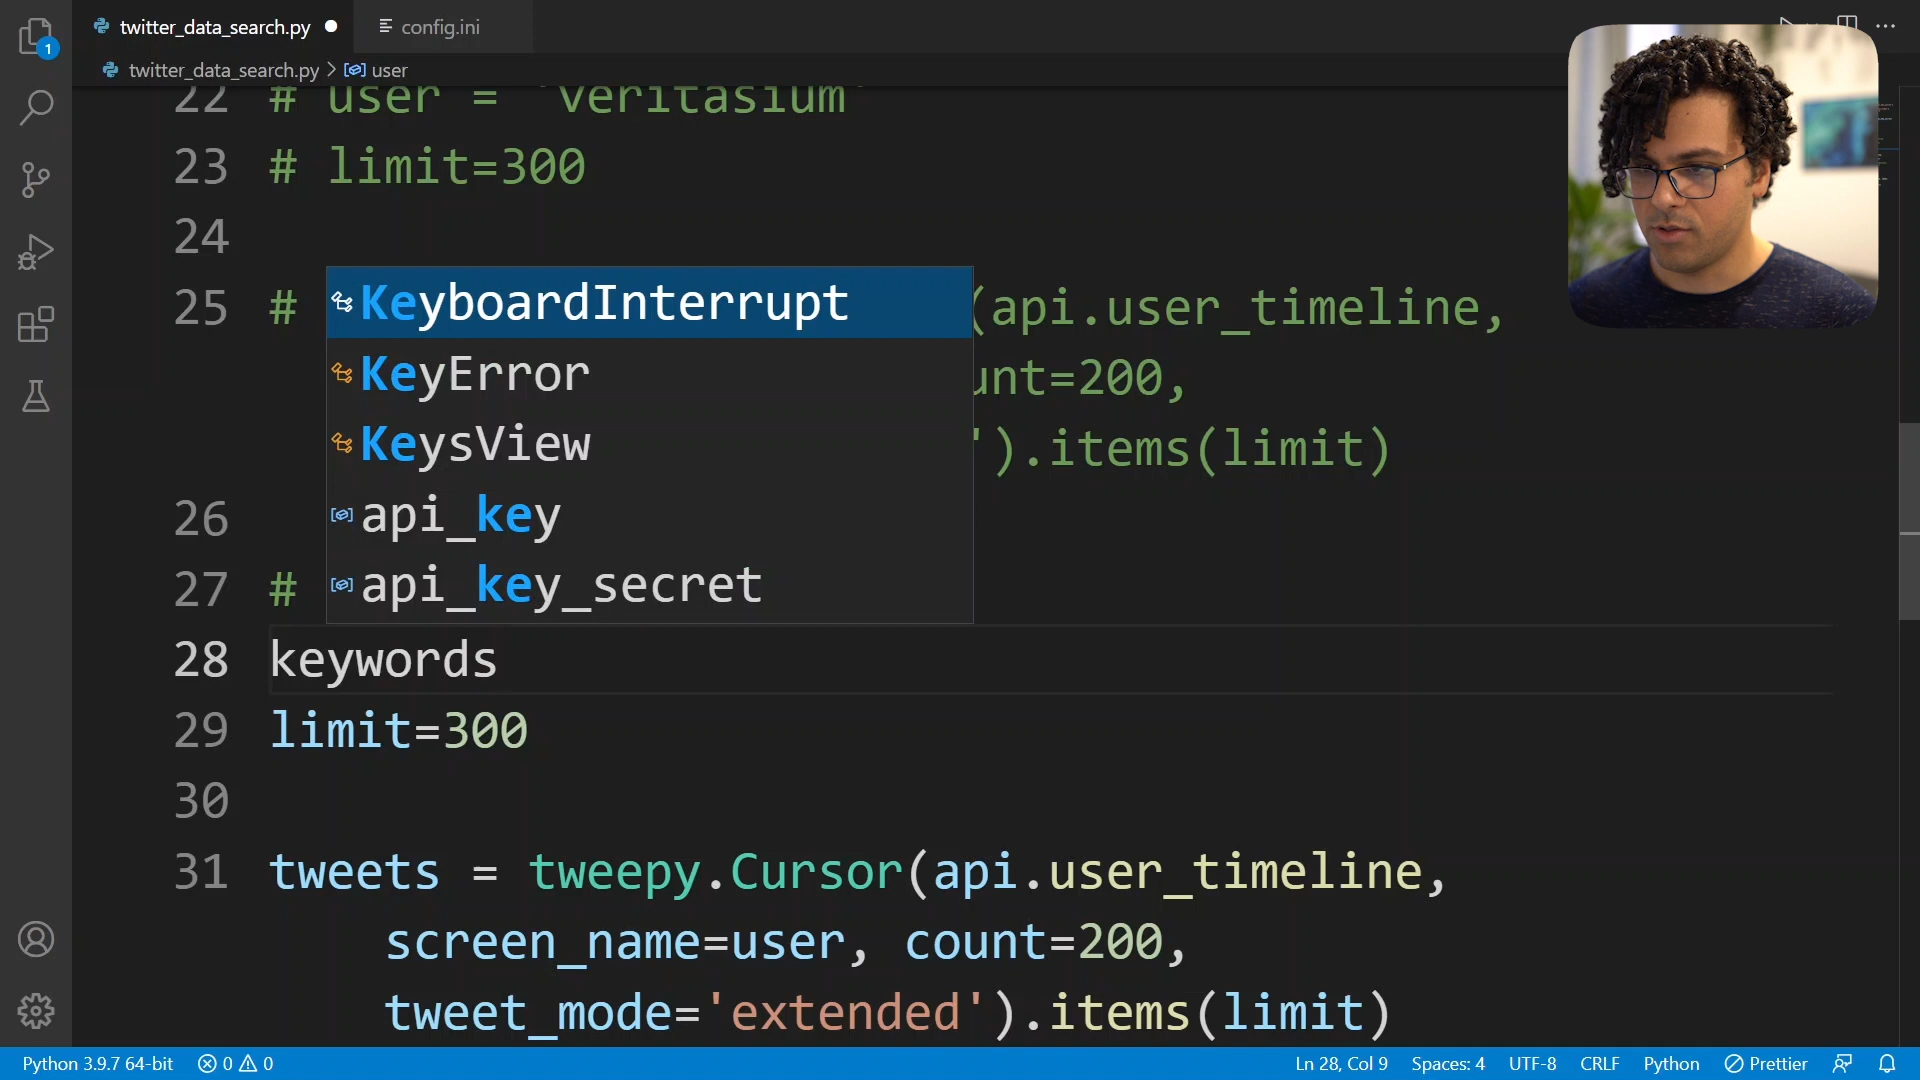 1
twitter_data_search.py
config.ini
twitter_data_search.py > user
22 # user = 'veritasium'
23 # limit=300
24
25 # (api.user_timeline,
unt=200,
').items(limit)
KeyboardInterrupt
KeyError
KeysView
api_key
api_key_secret
26
27 #
28 keywords
29 limit=300
30
31 tweets = tweepy.Cursor(api.user_timeline,
screen_name=user, count=200,
tweet_mode='extended').items(limit)
Python 3.9.7 64-bit 0 0 Ln 28, Col 9 Spaces: 4 UTF-8 CRLF Python Prettier